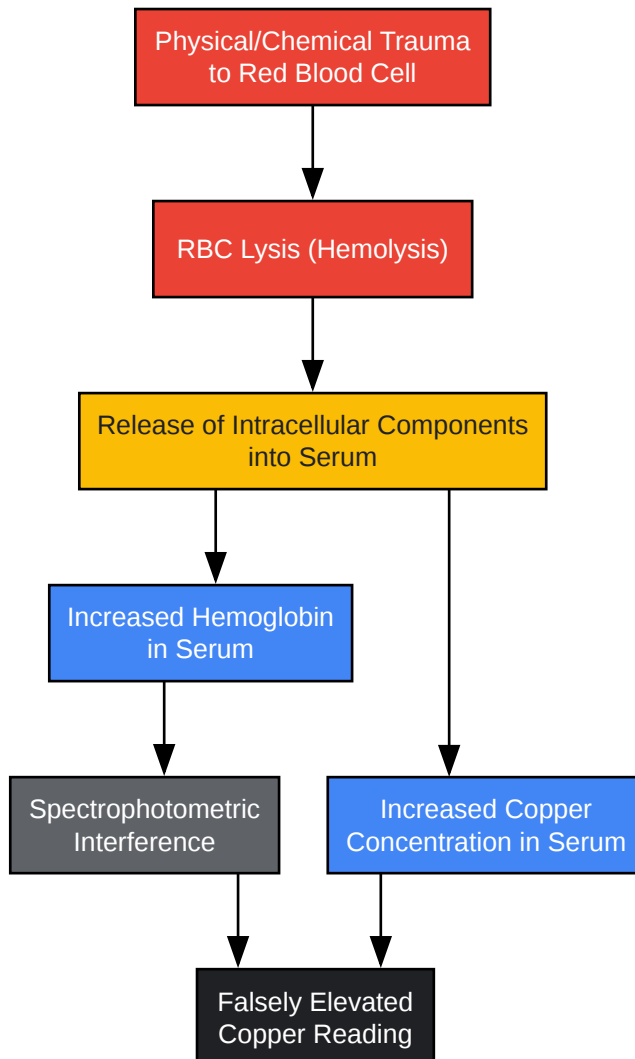 Physical/Chemical Trauma
to Red Blood Cell
RBC Lysis (Hemolysis)
Release of Intracellular Components
into Serum
Increased Hemoglobin
in Serum
Spectrophotometric
Interference
Increased Copper
Concentration in Serum
Falsely Elevated
Copper Reading